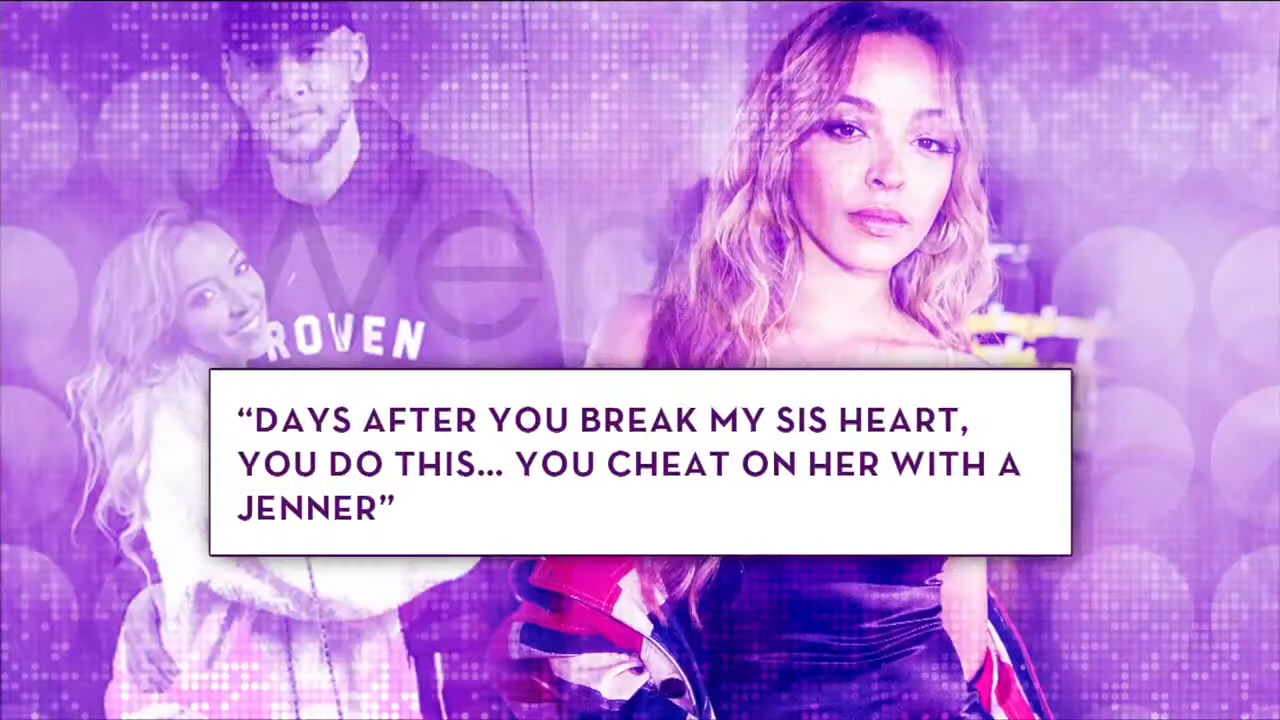 ROVEN
"DAYS AFTER YOU BREAK MY SIS HEART,
YOU DO THIS... YOU CHEAT ON HER WITH A
JENNER"